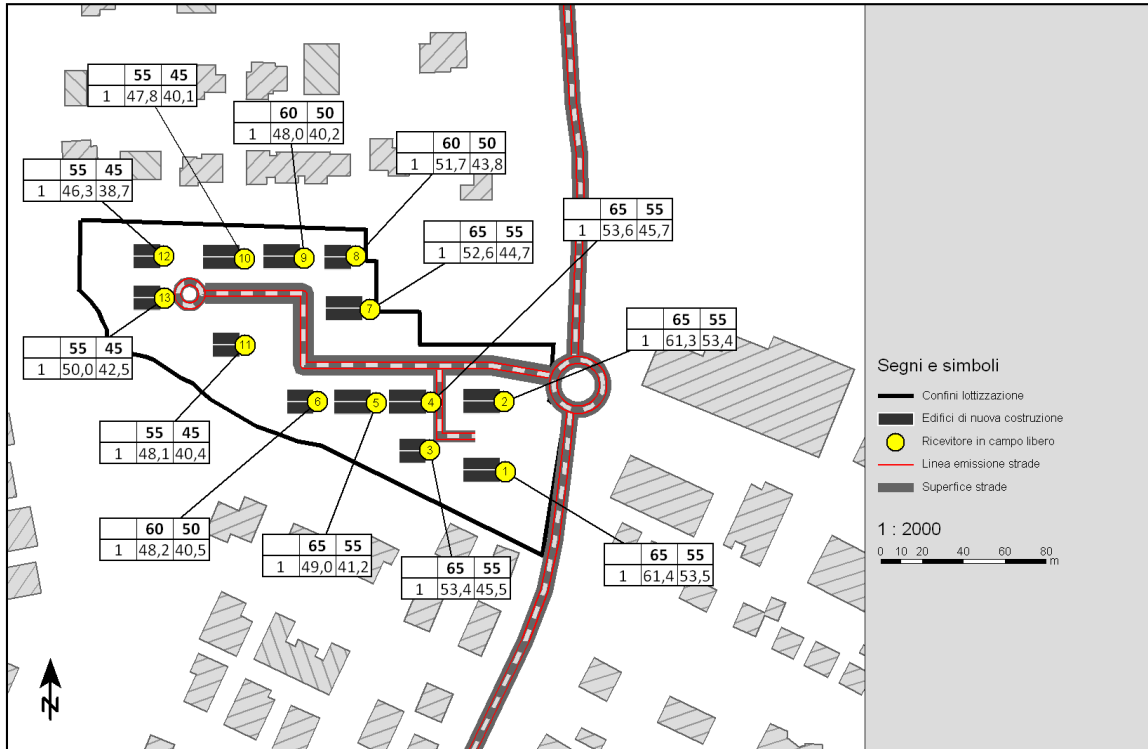 55 45
1 47,8 40,1
60 50
1 48,0 40,2
60 50
1 51,7 43,8
55 45
1 46,3 38,7
65 55
1 53,6 45,7
65 55
1 52,6 44,7
12
10
9
8
13
7
65 55
1 61,3 53,4
55 45
1 50,0 42,5
11
6
5
4
2
55 45
1 48,1 40,4
3
1
60 50
1 48,2 40,5
65 55
1 49,0 41,2
65 55
1 53,4 45,5
65 55
1 61,4 53,5
N
Segni e simboli
Confini lottizzazione
Edifici di nuova costruzione
Ricevitore in campo libero
Linea emissione strade
Superfice strade
1 : 2000
0 10 20 40 60 80
m